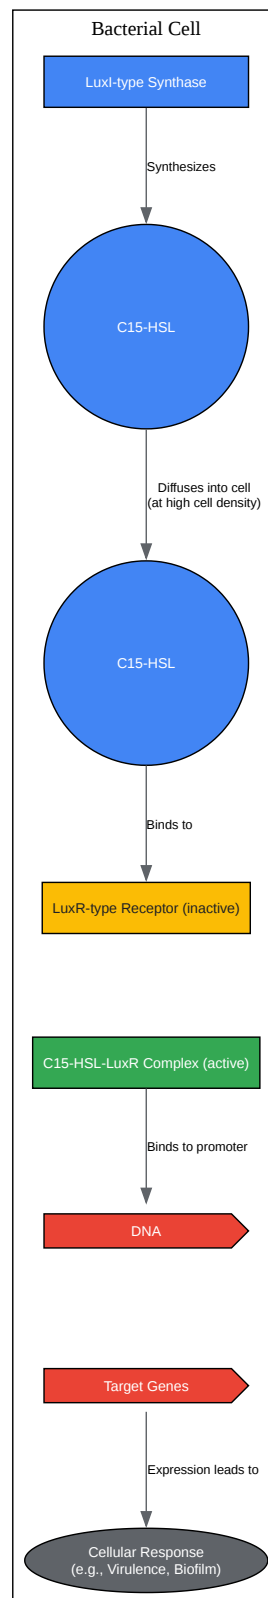 Bacterial Cell
LuxI-type Synthase
Synthesizes
C15-HSL
Diffuses into cell
(at high cell density)
C15-HSL
Binds to
LuxR-type Receptor (inactive)
C15-HSL-LuxR Complex (active)
Binds to promoter
DNA
Target Genes
Expression leads to
Cellular Response
(e.g., Virulence, Biofilm)